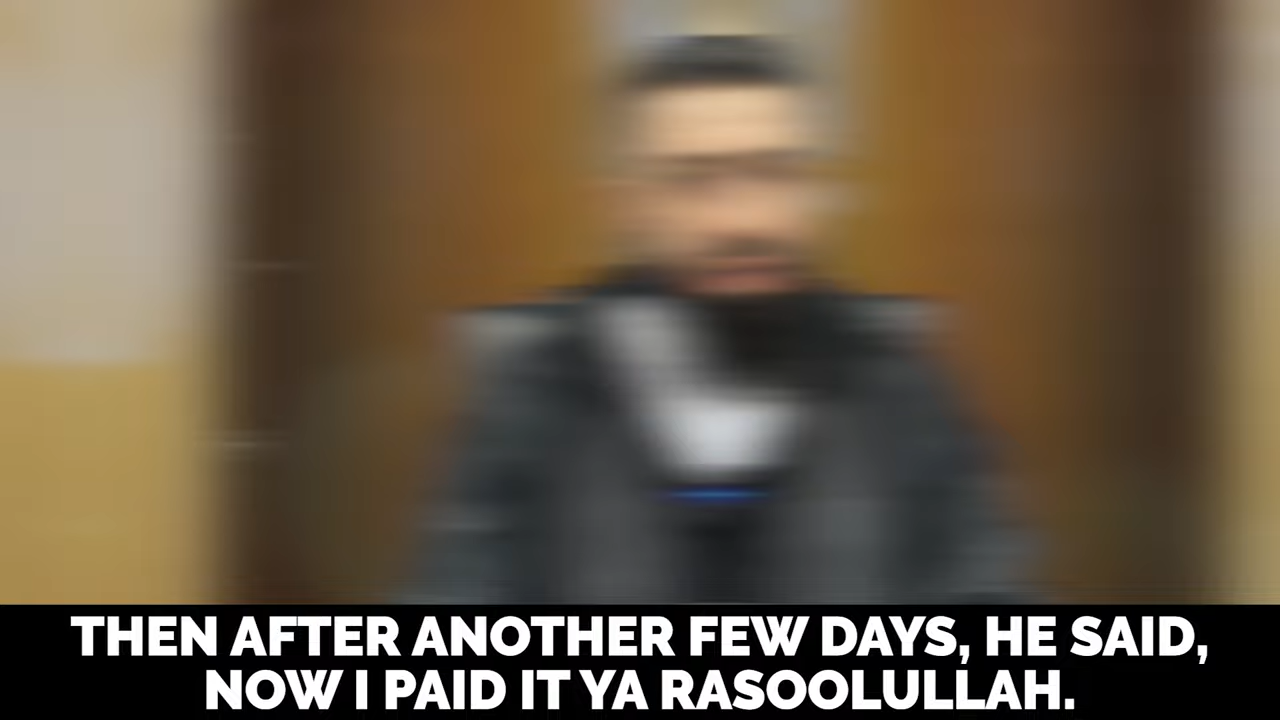 THEN AFTER ANOTHER FEW DAYS, HE SAID,
NOW I PAID IT YA RASOOLULLAH.